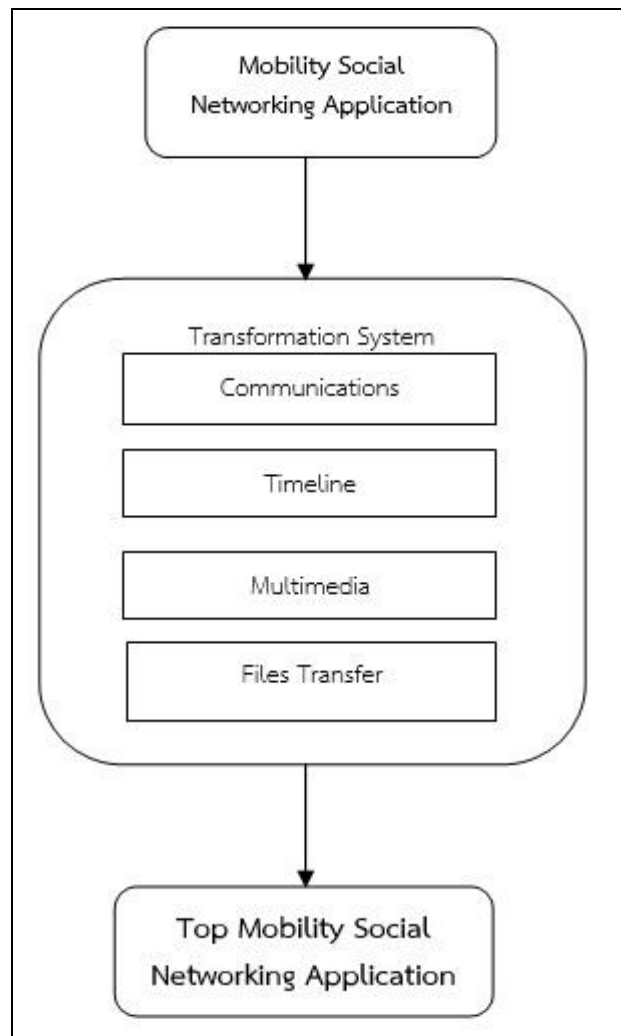 Mobility Social
Networking Application
Transformation System
Communications
Timeline
Multimedia
Files Transfer
Top Mobility Social
Networking Application